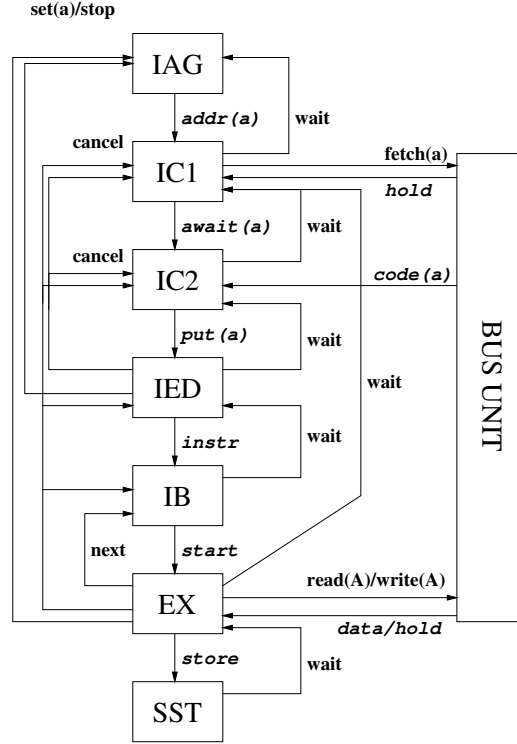 set(a)/stop
IAG
addr(a)
wait
cancel
IC1
fetch(a)
hold
await(a)
wait
cancel
IC2
code(a)
put(a)
wait
IED
wait
BUS UNIT
instr
wait
IB
next
start
read(A)/write(A)
EX
data/hold
store
wait
SST